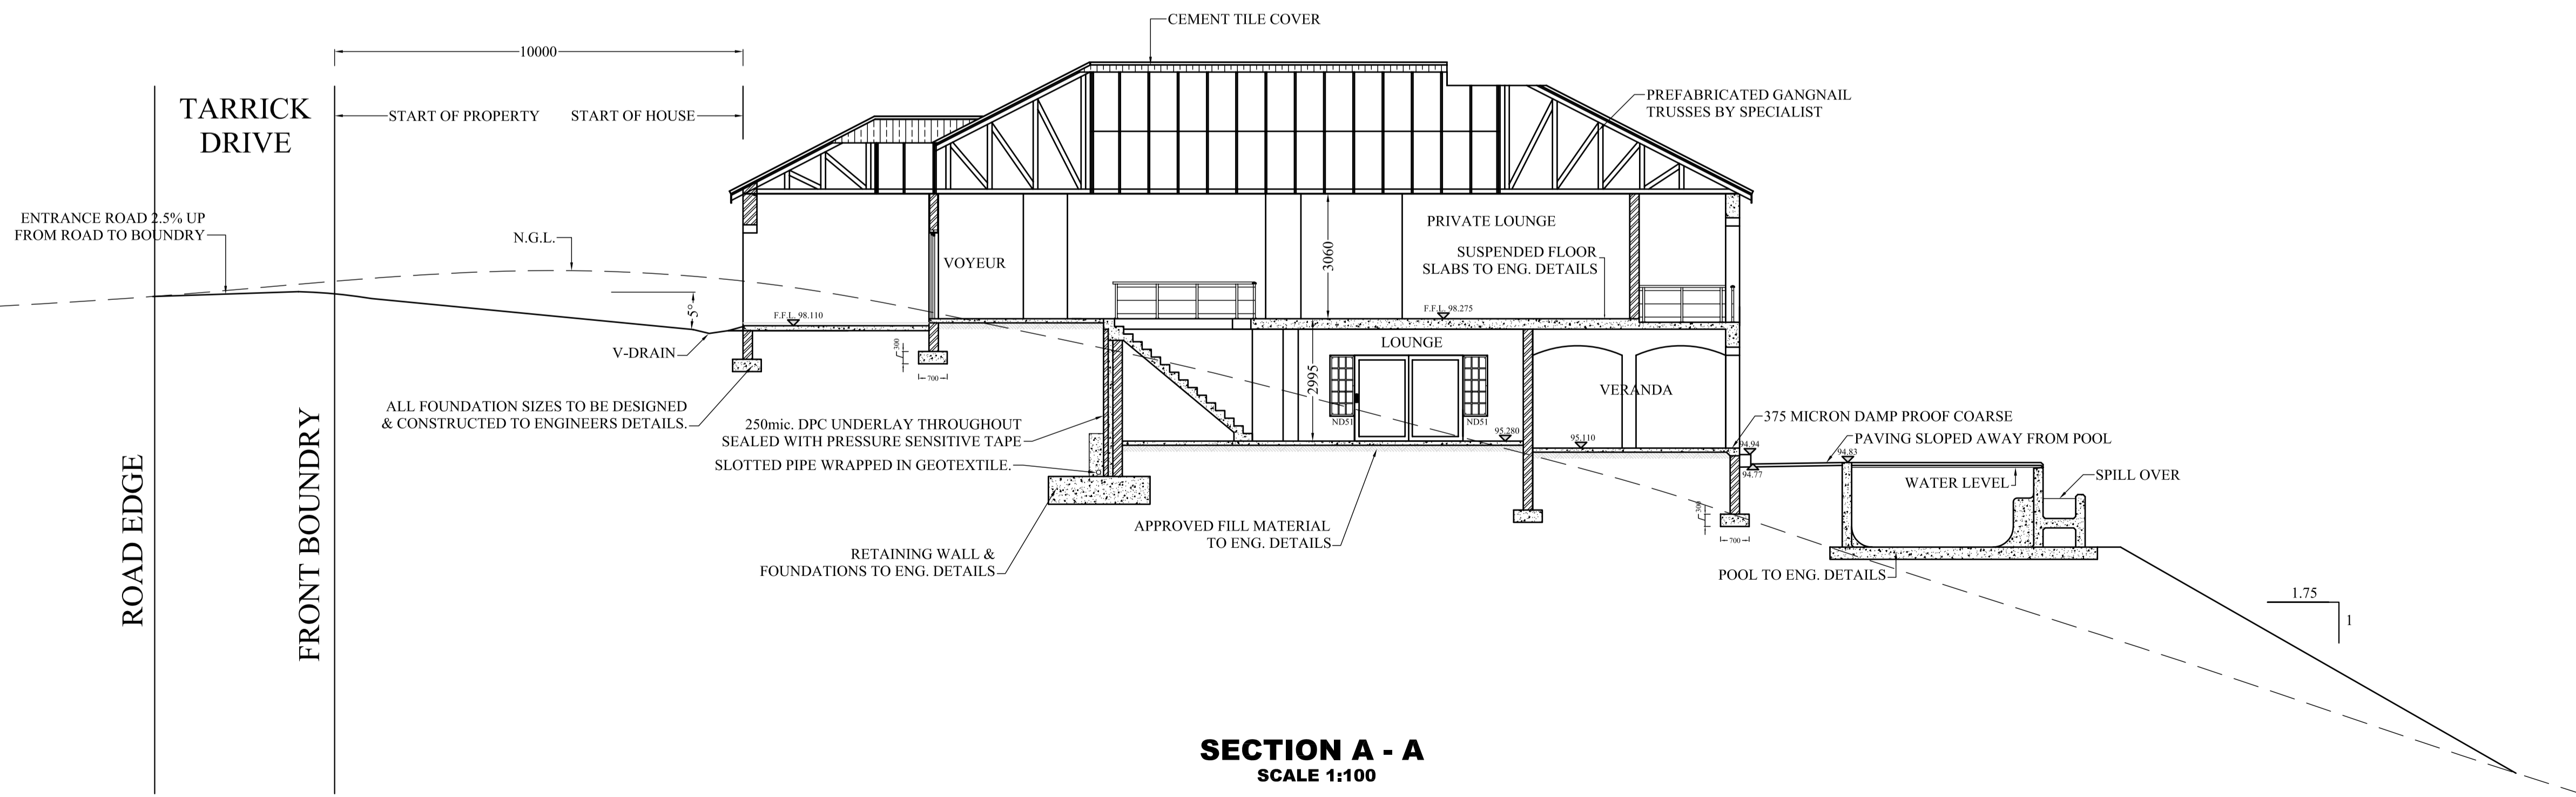 CEMENT TILE COVER
10000
TARRICK
DRIVE
START OF PROPERTY
START OF HOUSE
PREFABRICATED GANGNAIL
TRUSSES BY SPECIALIST
ENTRANCE ROAD 2.5% UP
FROM ROAD TO BOUNDRY
N.G.L.
VOYEUR
3060
PRIVATE LOUNGE
SUSPENDED FLOOR
SLABS TO ENG. DETAILS
5°
F.F.L. 98.110
F.F.L. 98.275
V-DRAIN
300
700
LOUNGE
2995
ND51
ND51
VERANDA
ALL FOUNDATION SIZES TO BE DESIGNED
& CONSTRUCTED TO ENGINEERS DETAILS.
250mic. DPC UNDERLAY THROUGHOUT
SEALED WITH PRESSURE SENSITIVE TAPE
SLOTTED PIPE WRAPPED IN GEOTEXTILE.
95.280
95.110
375 MICRON DAMP PROOF COARSE
94.94
PAVING SLOPED AWAY FROM POOL
94.83
94.77
WATER LEVEL
SPILL OVER
ROAD EDGE
FRONT BOUNDRY
RETAINING WALL &
FOUNDATIONS TO ENG. DETAILS
APPROVED FILL MATERIAL
TO ENG. DETAILS
300
700
POOL TO ENG. DETAILS
1.75
1
SECTION A - A
SCALE 1:100